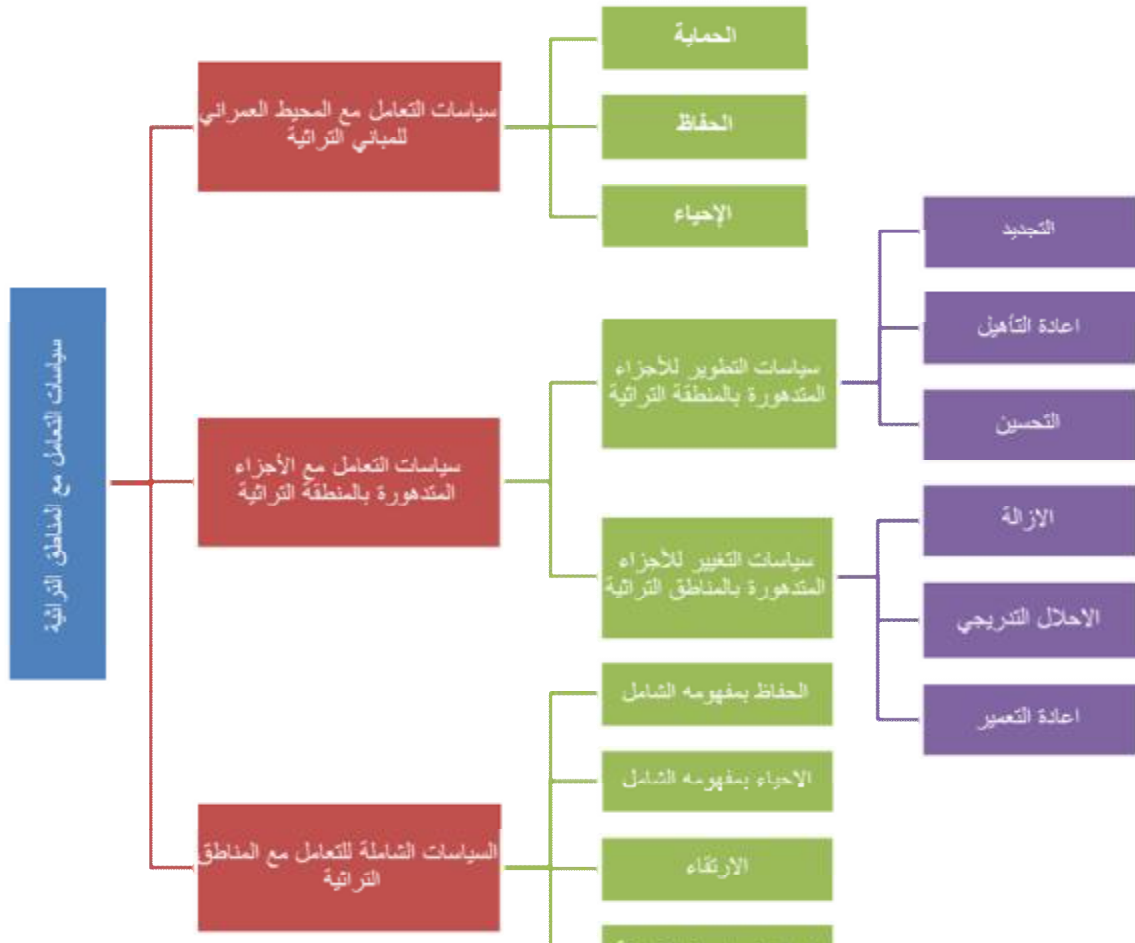 سياسات التعامل مع المناطق التراثية
سياسات التعامل مع المحيط العمراني
للمباني التراثية
الحماية
الحفاظ
الإحياء
سياسات التعامل مع الأجزاء
المتدهورة بالمنطقة التراثية
سياسات التطوير للأجزاء
المتدهورة بالمنطقة التراثية
التجديد
اعادة التأهيل
التحسين
سياسات التغيير للأجزاء
المتدهورة بالمناطق التراثية
الازالة
الاحلال التدريجي
اعادة التعمير
السياسات الشاملة للتعامل مع المناطق
التراثية
الحفاظ بمفهومه الشامل
الاحياء بمفهومه الشامل
الارتقاء